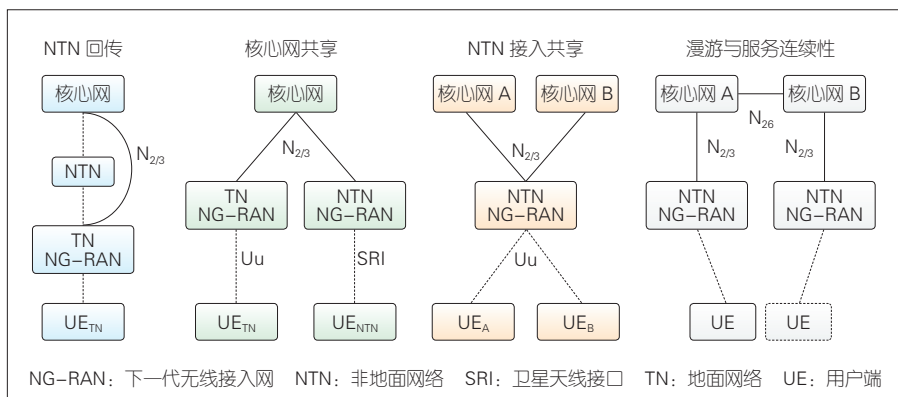 NTN 回传
核心网
NTN
N2/3
TN
NG-RAN
UETN
核心网共享
核心网
N2/3
TN
NG-RAN
NTN
NG-RAN
Uu
SRI
UETN
UENTN
NTN 接入共享
核心网 A
核心网 B
N2/3
NTN
NG-RAN
Uu
UEA
UEB
漫游与服务连续性
核心网 A
核心网 B
N26
N2/3
N2/3
NTN
NG-RAN
NTN
NG-RAN
UE
UE
NG-RAN：下一代无线接入网 NTN：非地面网络 SRI：卫星天线接口 TN：地面网络 UE：用户端